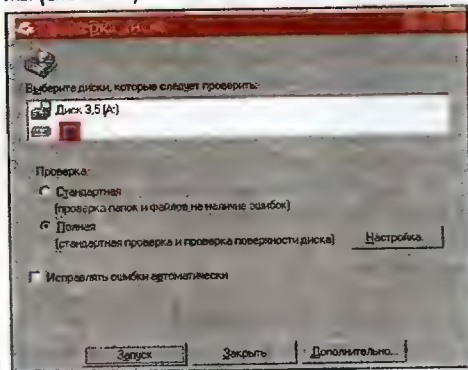 Выберите диски, которые следует проверить:
Диск 3,5 (A:)
Проверка:
Стандартная
(проверка папок и файлов на наличие ошибок)
Полная
(стандартная проверка и проверка поверхности диска)
Настройка...
Исправлять ошибки автоматически
Запуск
Закрыть
Дополнительно...